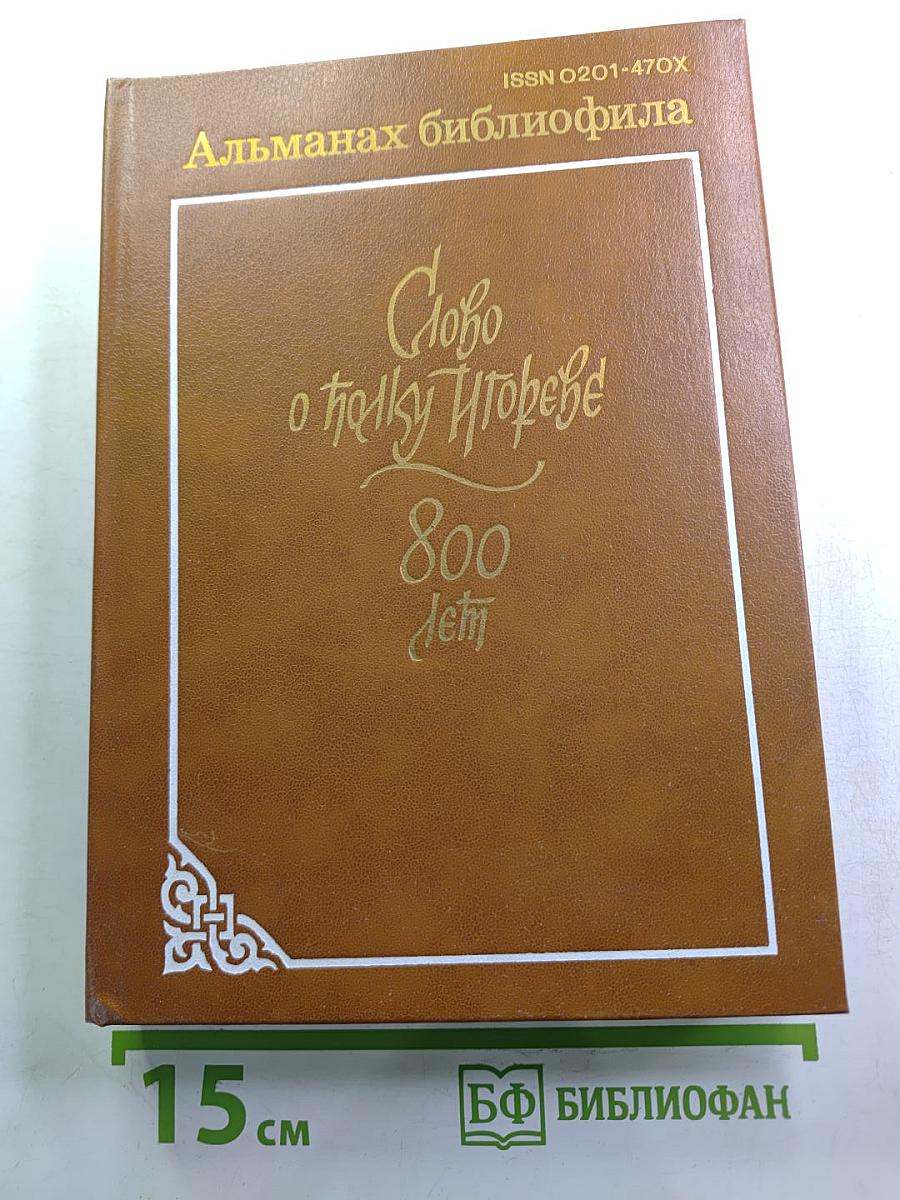 ISSN 0201-470X
Альманах библиофила
Слово
о полку Игореве
800
лет
15 см
БФ БИБЛИОФАН